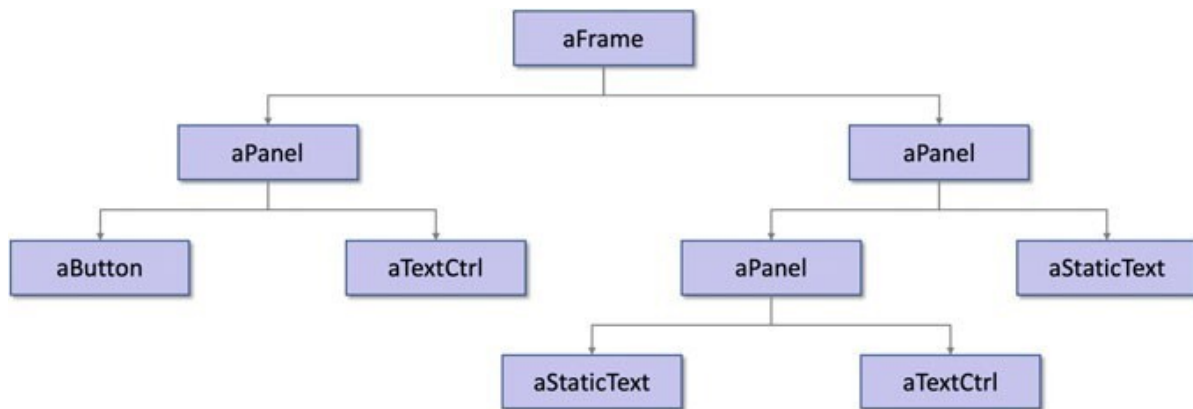 aFrame
aPanel
aPanel
aButton
aTextCtrl
aPanel
aStaticText
aStaticText
aTextCtrl